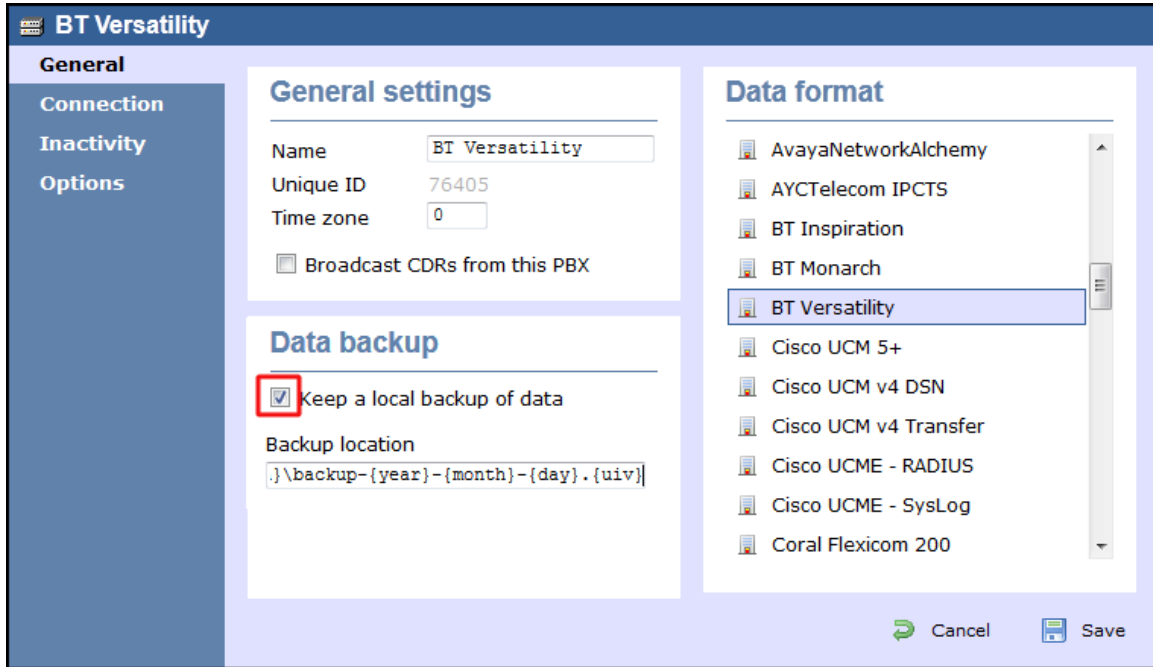 BT Versatility
General
Connection
Inactivity
Options
General settings
Name BT Versatility
Unique ID 76405
Time zone 0
Broadcast CDRs from this PBX
Data backup
Keep a local backup of data
Backup location
.}\backup-{year}-{month}-{day}.{uiv}
Data format
AvayaNetworkAlchemy
AYCTelecom IPCTS
BT Inspiration
BT Monarch
BT Versatility
Cisco UCM 5+
Cisco UCM v4 DSN
Cisco UCM v4 Transfer
Cisco UCME - RADIUS
Cisco UCME - SysLog
Coral Flexicom 200
Cancel Save